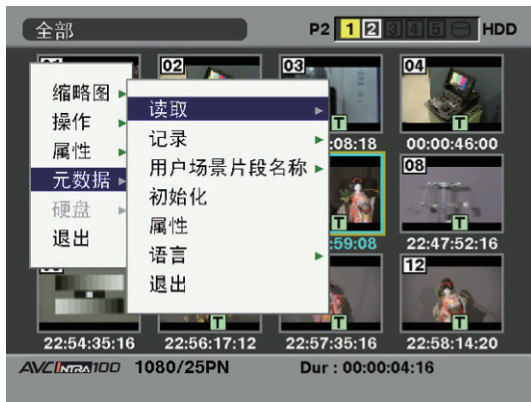 全部
P2 1 2 3 4 5 HDD
02 03 04
缩略图
操作
属性
元数据
硬盘
退出
读取
记录
用户场景片段名称
初始化
属性
语言
退出
T T
:08:18 00:00:46:00
08
T T
:59:08 22:47:52:16
12
T T T
22:54:35:16 22:56:17:12 22:57:35:16 22:58:14:20
AVC INTRA 100 1080/25PN Dur : 00:00:04:16